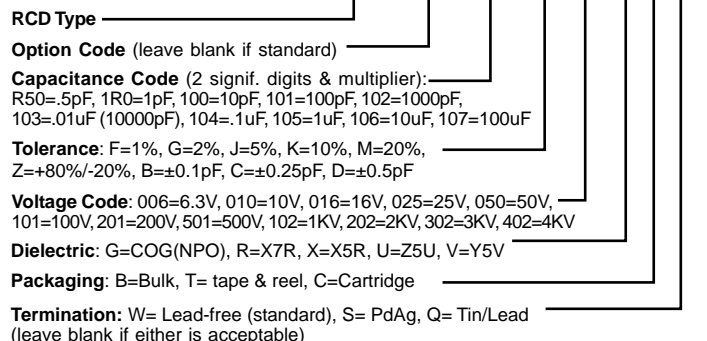 RCD Type
Option Code (leave blank if standard)
Capacitance Code (2 signif. digits & multiplier):
R50=.5pF, 1R0=1pF, 100=10pF, 101=100pF, 102=1000pF,
103=.01uF (10000pF), 104=.1uF, 105=1uF, 106=10uF, 107=100uF
Tolerance: F=1%, G=2%, J=5%, K=10%, M=20%,
Z=+80%/-20%, B=±0.1pF, C=±0.25pF, D=±0.5pF
Voltage Code: 006=6.3V, 010=10V, 016=16V, 025=25V, 050=50V,
101=100V, 201=200V, 501=500V, 102=1KV, 202=2KV, 302=3KV, 402=4KV
Dielectric: G=COG(NPO), R=X7R, X=X5R, U=Z5U, V=Y5V
Packaging: B=Bulk, T= tape & reel, C=Cartridge
Termination: W= Lead-free (standard), S= PdAg, Q= Tin/Lead
(leave blank if either is acceptable)